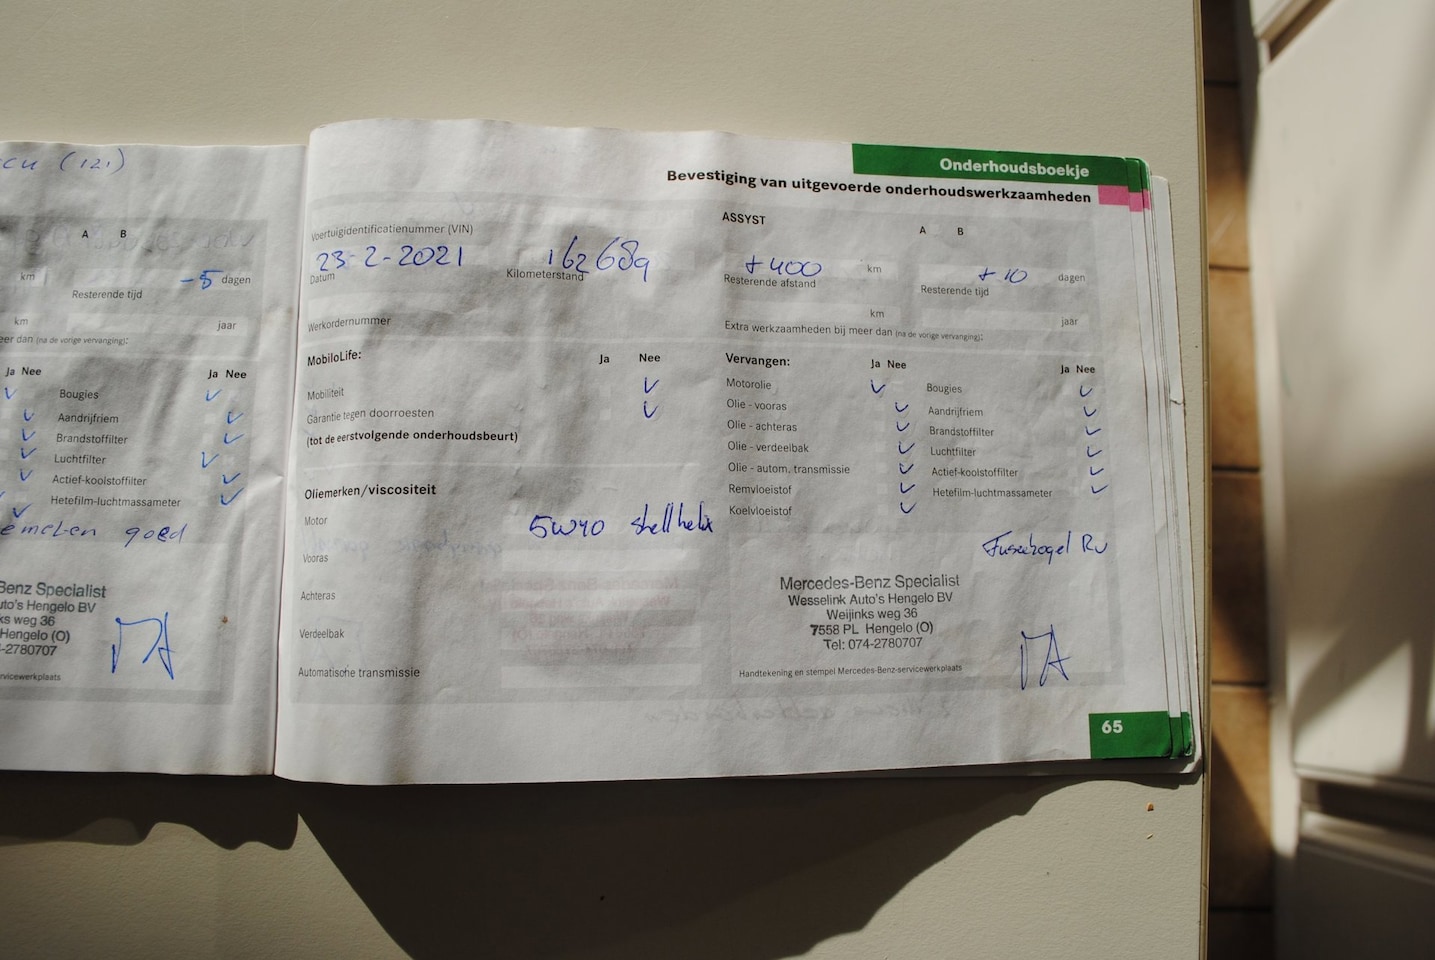 (121)
A B
km
-5 dagen
Resterende tijd
km
jaar
(na de vorige vervanging):
Ja Nee
Ja Nee
Bougies
Aandrijfriem
Brandstoffilter
Luchtfilter
Actief-koolstoffilter
Hetefilm-luchtmassameter
goed
Benz Specialist
Auto's Hengelo BV
ks weg 36
Hengelo (O)
-2780707
servicewerkplaats
Onderhoudsboekje
Bevestiging van uitgevoerde onderhoudswerkzaamheden
Voertuigidentificatienummer (VIN)
23-2-2021
162689
Datum
Kilometerstand
Werkordernummer
MobiloLife:
Ja Nee
Mobiliteit
Garantie tegen doorroesten
(tot de eerstvolgende onderhoudsbeurt)
Oliemerken/viscositeit
Motor
5W40 Shell helix
Vooras
Achteras
Verdeelbak
Automatische transmissie
ASSYST
A B
+400 km
+10 dagen
Resterende afstand
Resterende tijd
km
jaar
Extra werkzaamheden bij meer dan (na de vorige vervanging):
Vervangen:
Ja Nee
Ja Nee
Motorolie
Bougies
Olie - vooras
Aandrijfriem
Olie - achteras
Brandstoffilter
Olie - verdeelbak
Luchtfilter
Olie - autom. transmissie
Actief-koolstoffilter
Remvloeistof
Hetefilm-luchtmassameter
Koelvloeistof
Fuseekogel RV
Mercedes-Benz Specialist
Wesselink Auto's Hengelo BV
Weijinks weg 36
7558 PL Hengelo (O)
Tel: 074-2780707
Handtekening en stempel Mercedes-Benz-servicewerkplaats
65